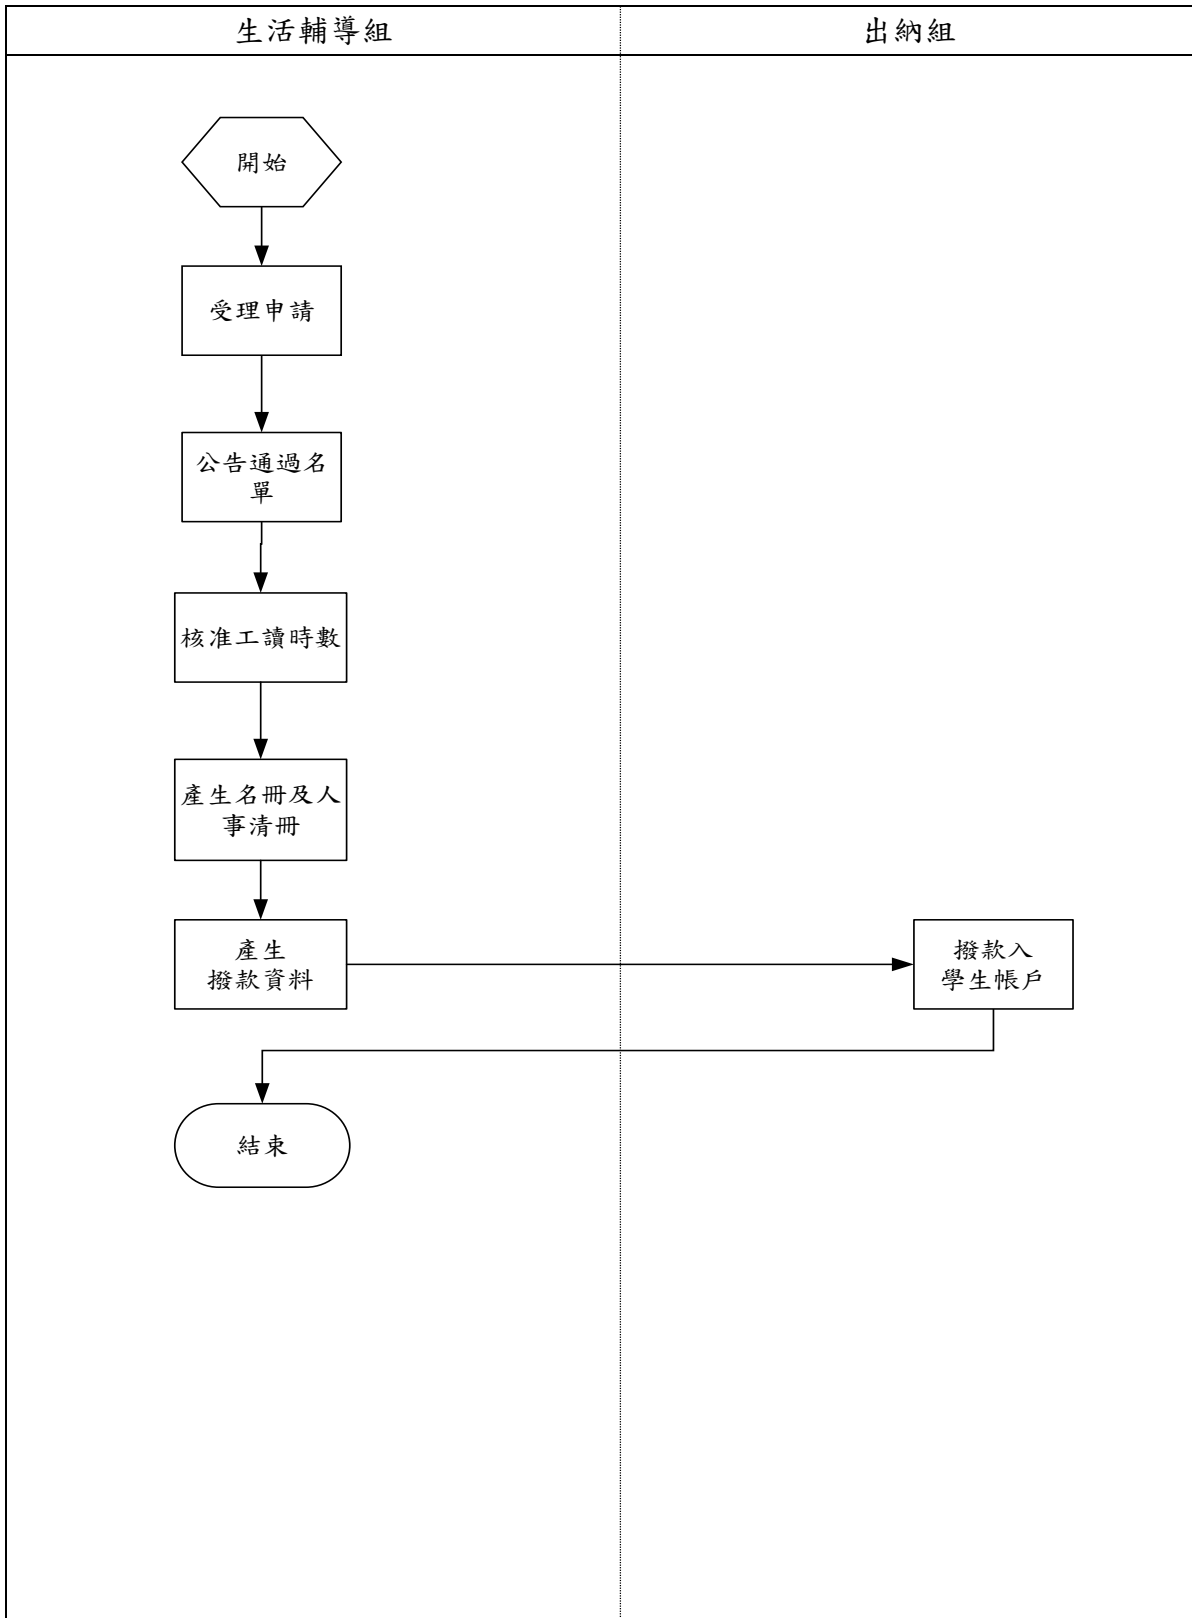 生活輔導組
出納組
開始
受理申請
公告通過名
單
核准工讀時數
產生名冊及人
事清冊
產生
撥款資料
撥款入
學生帳戶
結束